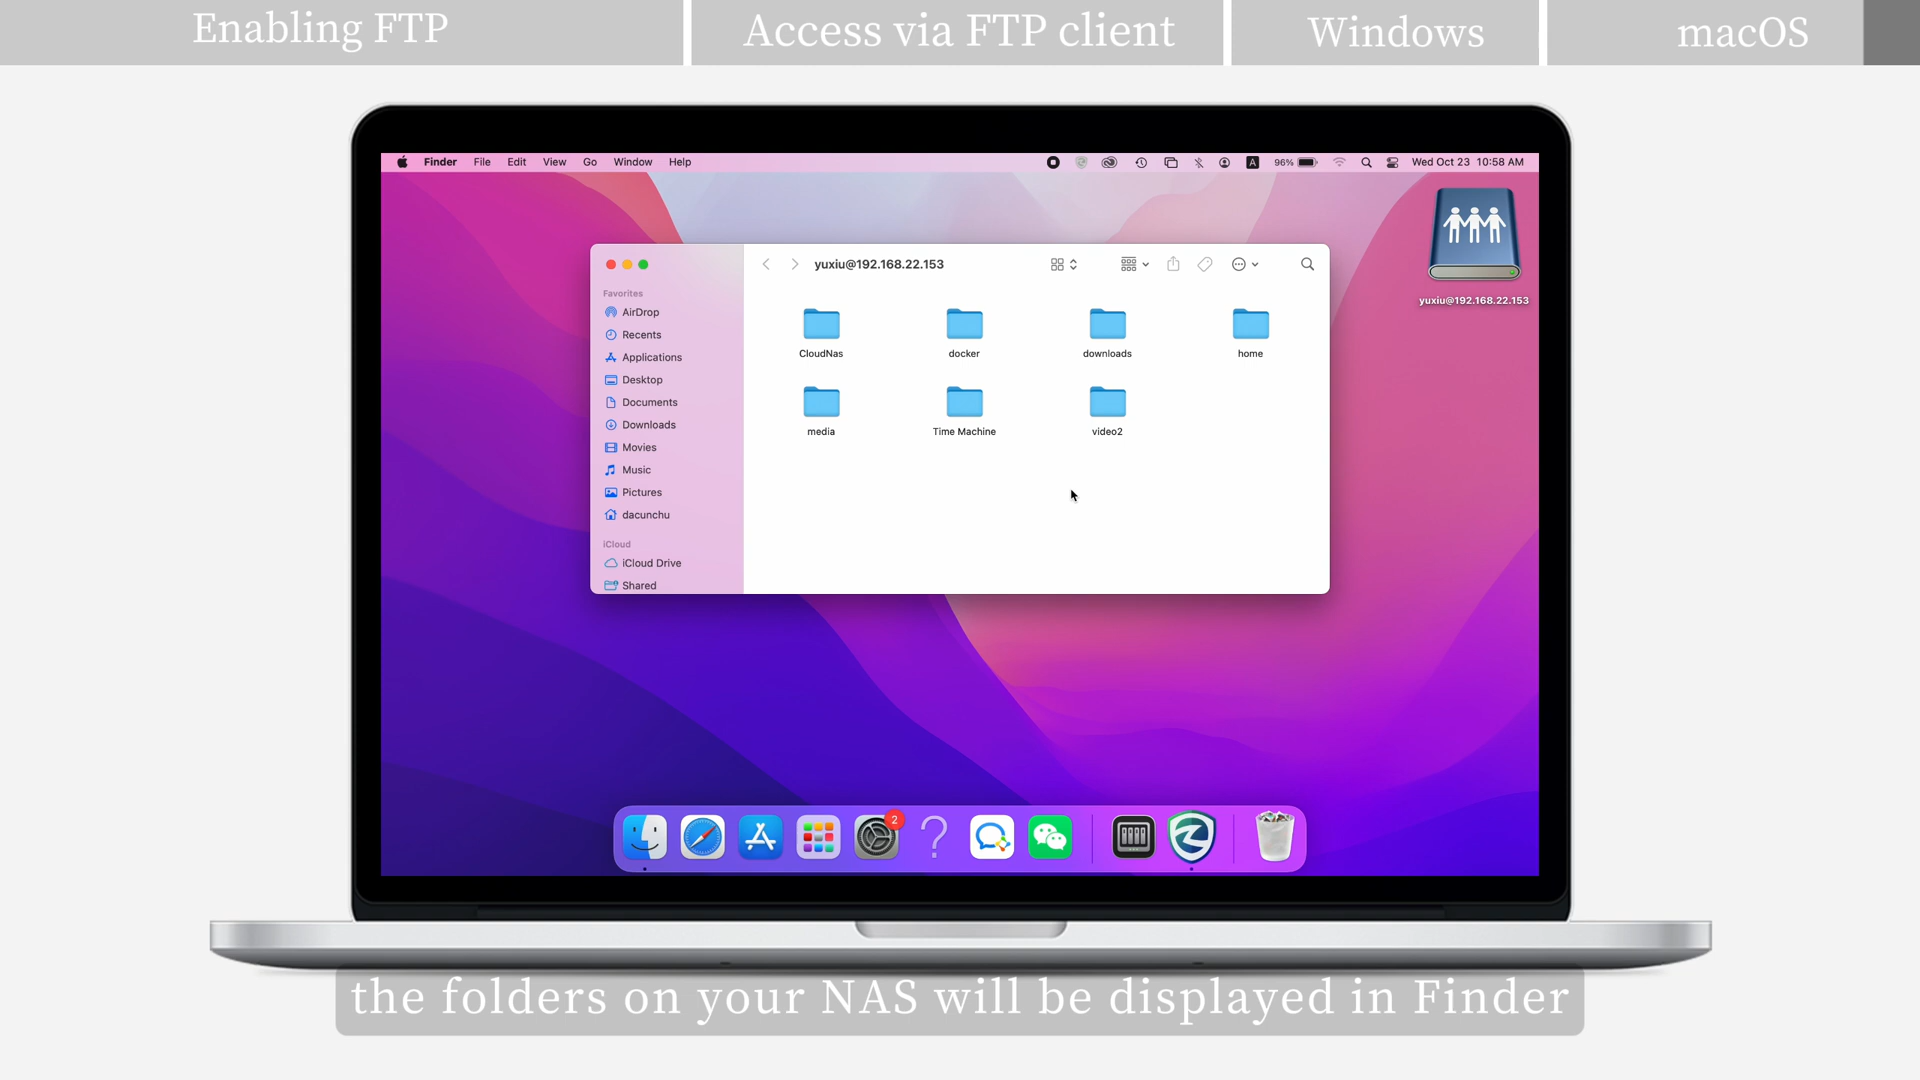 Enabling FTP
Access via FTP client
Windows
macOS
Finder File Edit View Go Window Help
A 96% Wed Oct 23 10:58 AM
yuxiu@192.168.22.153
yuxiu@192.168.22.153
Favorites
AirDrop
Recents
Applications
Desktop
Documents
Downloads
Movies
Music
Pictures
dacunchu
iCloud
iCloud Drive
Shared
CloudNas docker downloads home
media Time Machine video2
2
the folders on your NAS will be displayed in Finder